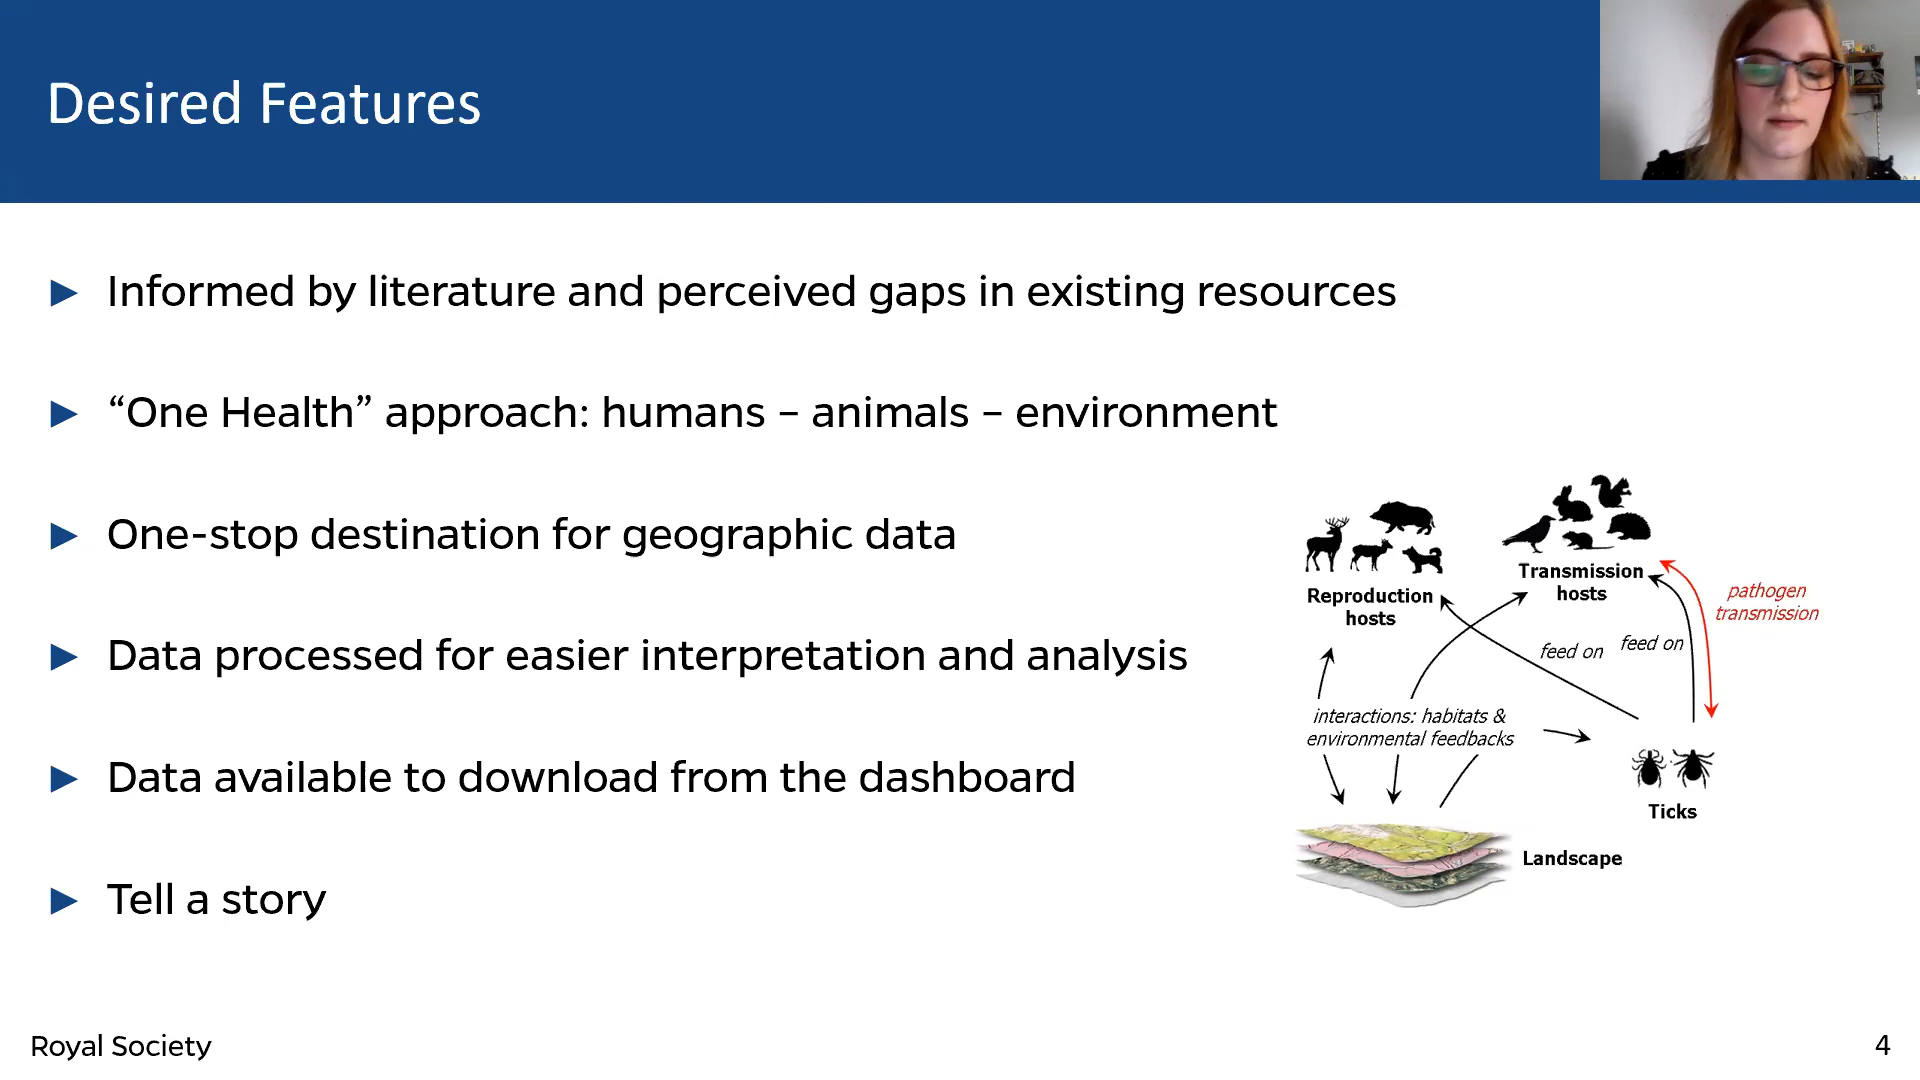 Desired Features
► Informed by literature and perceived gaps in existing resources
► “One Health” approach: humans – animals – environment
► One-stop destination for geographic data
► Data processed for easier interpretation and analysis
► Data available to download from the dashboard
► Tell a story
Reproduction
hosts
Transmission
hosts
pathogen
transmission
feed on
feed on
interactions: habitats &
environmental feedbacks
Ticks
Landscape
Royal Society
4